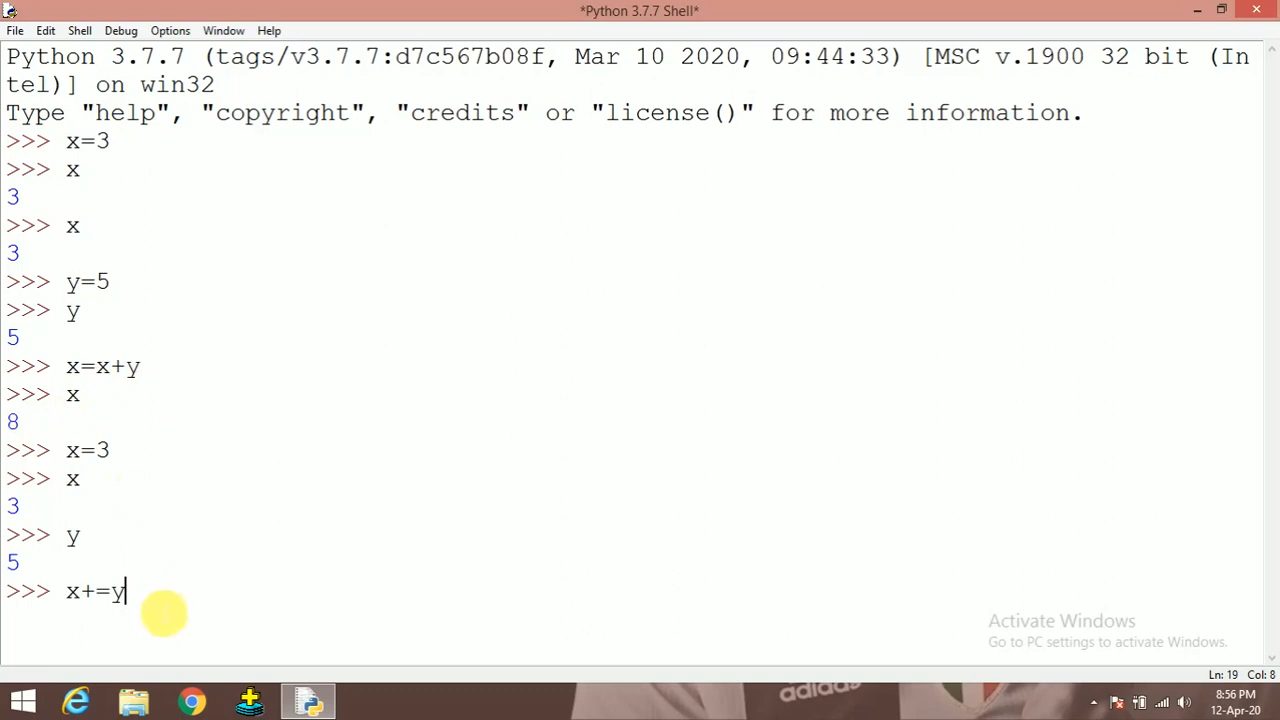 *Python 3.7.7 Shell*
File Edit Shell Debug Options Window Help
Python 3.7.7 (tags/v3.7.7:d7c567b08f, Mar 10 2020, 09:44:33) [MSC v.1900 32 bit (In
tel)] on win32
Type "help", "copyright", "credits" or "license()" for more information.
>>> x=3
>>> x
3
>>> x
3
>>> y=5
>>> y
5
>>> x=x+y
>>> x
8
>>> x=3
>>> x
3
>>> y
5
>>> x+=y
Activate Windows
Go to PC settings to activate Windows.
Ln: 19 Col: 8
adidas
8:56 PM
12-Apr-20